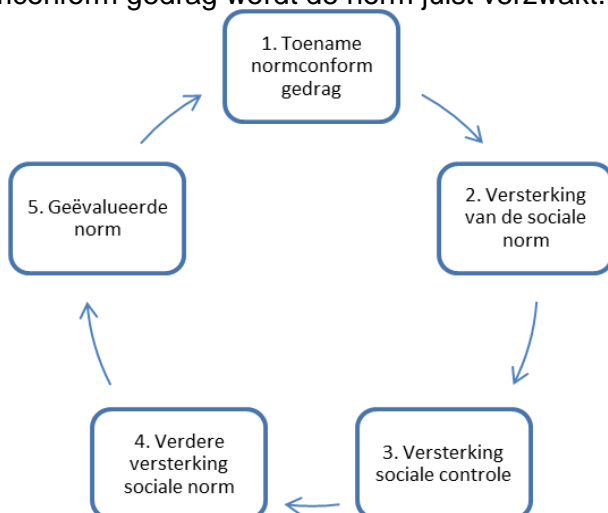 nconform gedrag wordt de norm juist verzwakt.
1. Toename
normconform
gedrag
2. Versterking
van de sociale
norm
3. Versterking
sociale controle
4. Verdere
versterking
sociale norm
5. Geëvalueerde
norm